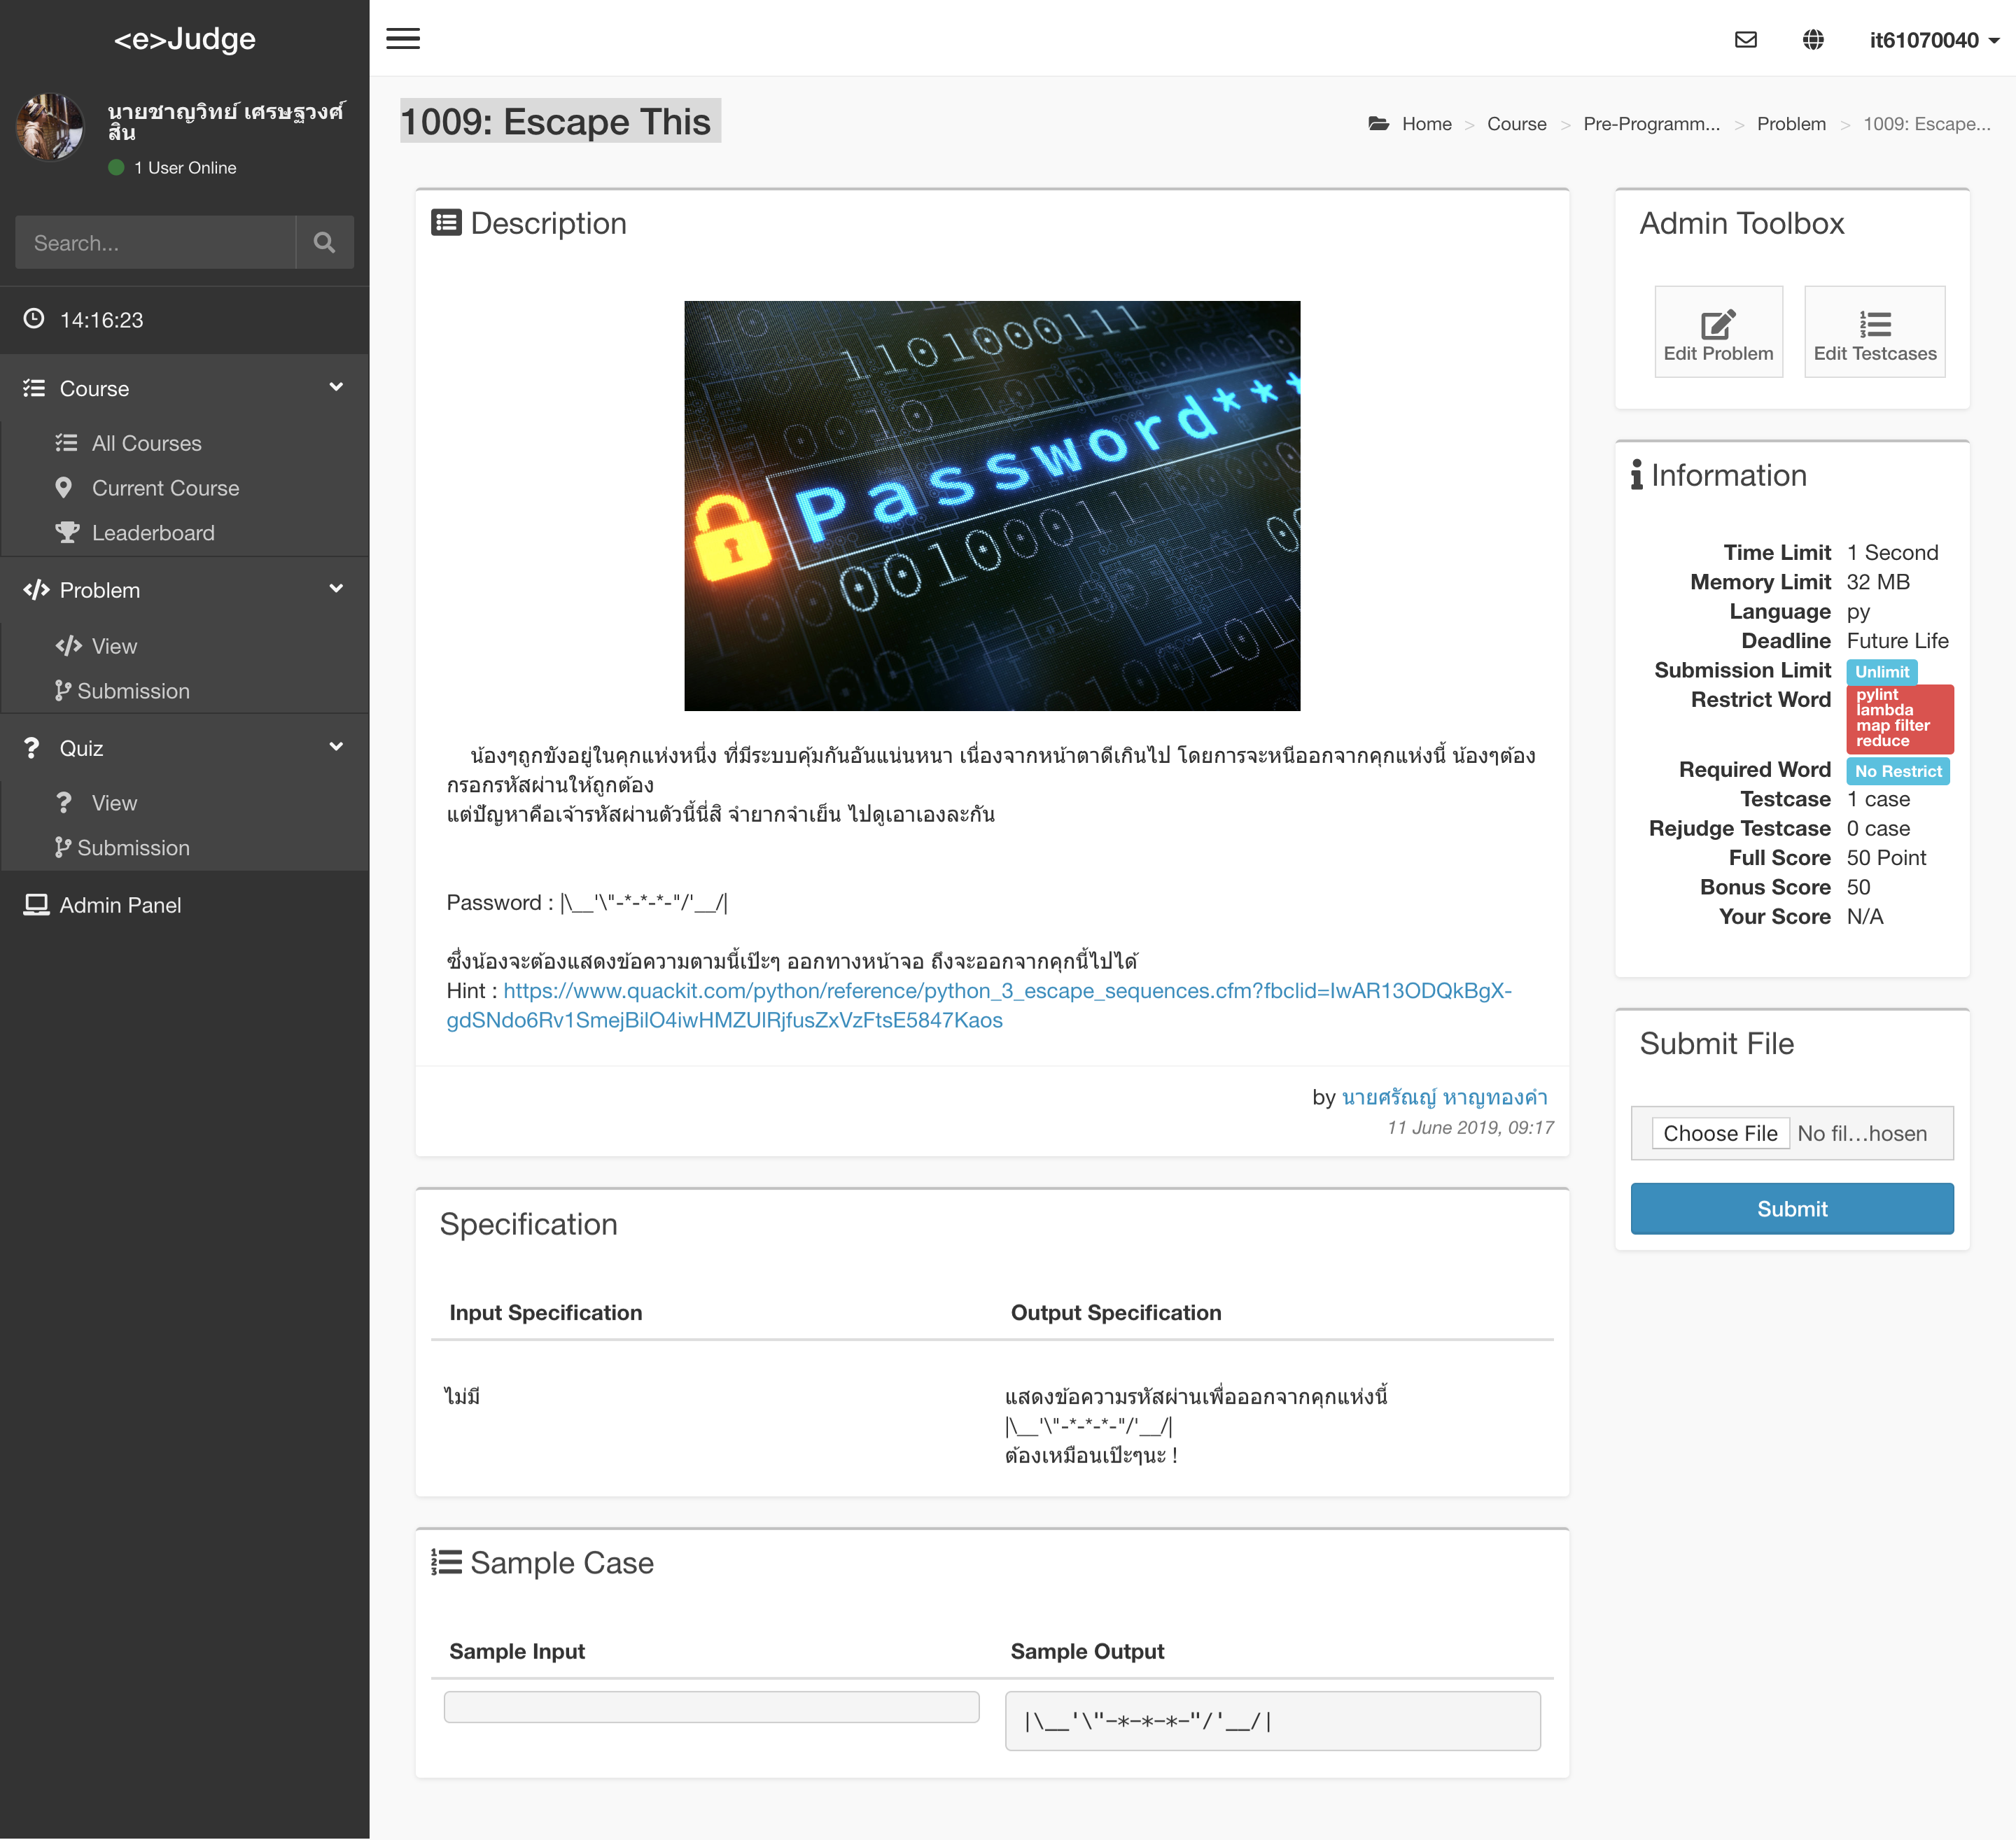 <e>Judge
it61070040
นายชาญวิทย์ เศรษฐวงศ์
สิน
1 User Online
Search...
14:16:23
Course
All Courses
Current Course
Leaderboard
Problem
View
Submission
Quiz
View
Submission
Admin Panel
1009: Escape This
Home > Course > Pre-Programm... > Problem > 1009: Escape...
Description
Password***
น้องๆถูกขังอยู่ในคุกแห่งหนึ่ง ที่มีระบบคุ้มกันอันแน่นหนา เนื่องจากหน้าตาดีเกินไป โดยการจะหนีออกจากคุกแห่งนี้ น้องๆต้อง
กรอกรหัสผ่านให้ถูกต้อง
แต่ปัญหาคือเจ้ารหัสผ่านตัวนี้นี่สิ จำยากจำเย็น ไปดูเอาเองละกัน
Password : |\__'\"-*-*-*-"/'__/|
ซึ่งน้องจะต้องแสดงข้อความตามนี้เป๊ะๆ ออกทางหน้าจอ ถึงจะออกจากคุกนี้ไปได้
Hint : https://www.quackit.com/python/reference/python_3_escape_sequences.cfm?fbclid=IwAR13ODQkBgX-
gdSNdo6Rv1SmejBilO4iwHMZUlRjfusZxVzFtsE5847Kaos
by นายศรัณญ์ หาญทองคำ
11 June 2019, 09:17
Specification
Input Specification
Output Specification
ไม่มี
แสดงข้อความรหัสผ่านเพื่อออกจากคุกแห่งนี้
|\__'\"-*-*-*-"/'__/|
ต้องเหมือนเป๊ะๆนะ !
Sample Case
Sample Input
Sample Output
|\__'\"-*-*-*-"/'__/|
Admin Toolbox
Edit Problem
Edit Testcases
Information
Time Limit 1 Second
Memory Limit 32 MB
Language py
Deadline Future Life
Submission Limit Unlimit
Restrict Word pylint
lambda
map filter
reduce
Required Word No Restrict
Testcase 1 case
Rejudge Testcase 0 case
Full Score 50 Point
Bonus Score 50
Your Score N/A
Submit File
Choose File No fil...hosen
Submit